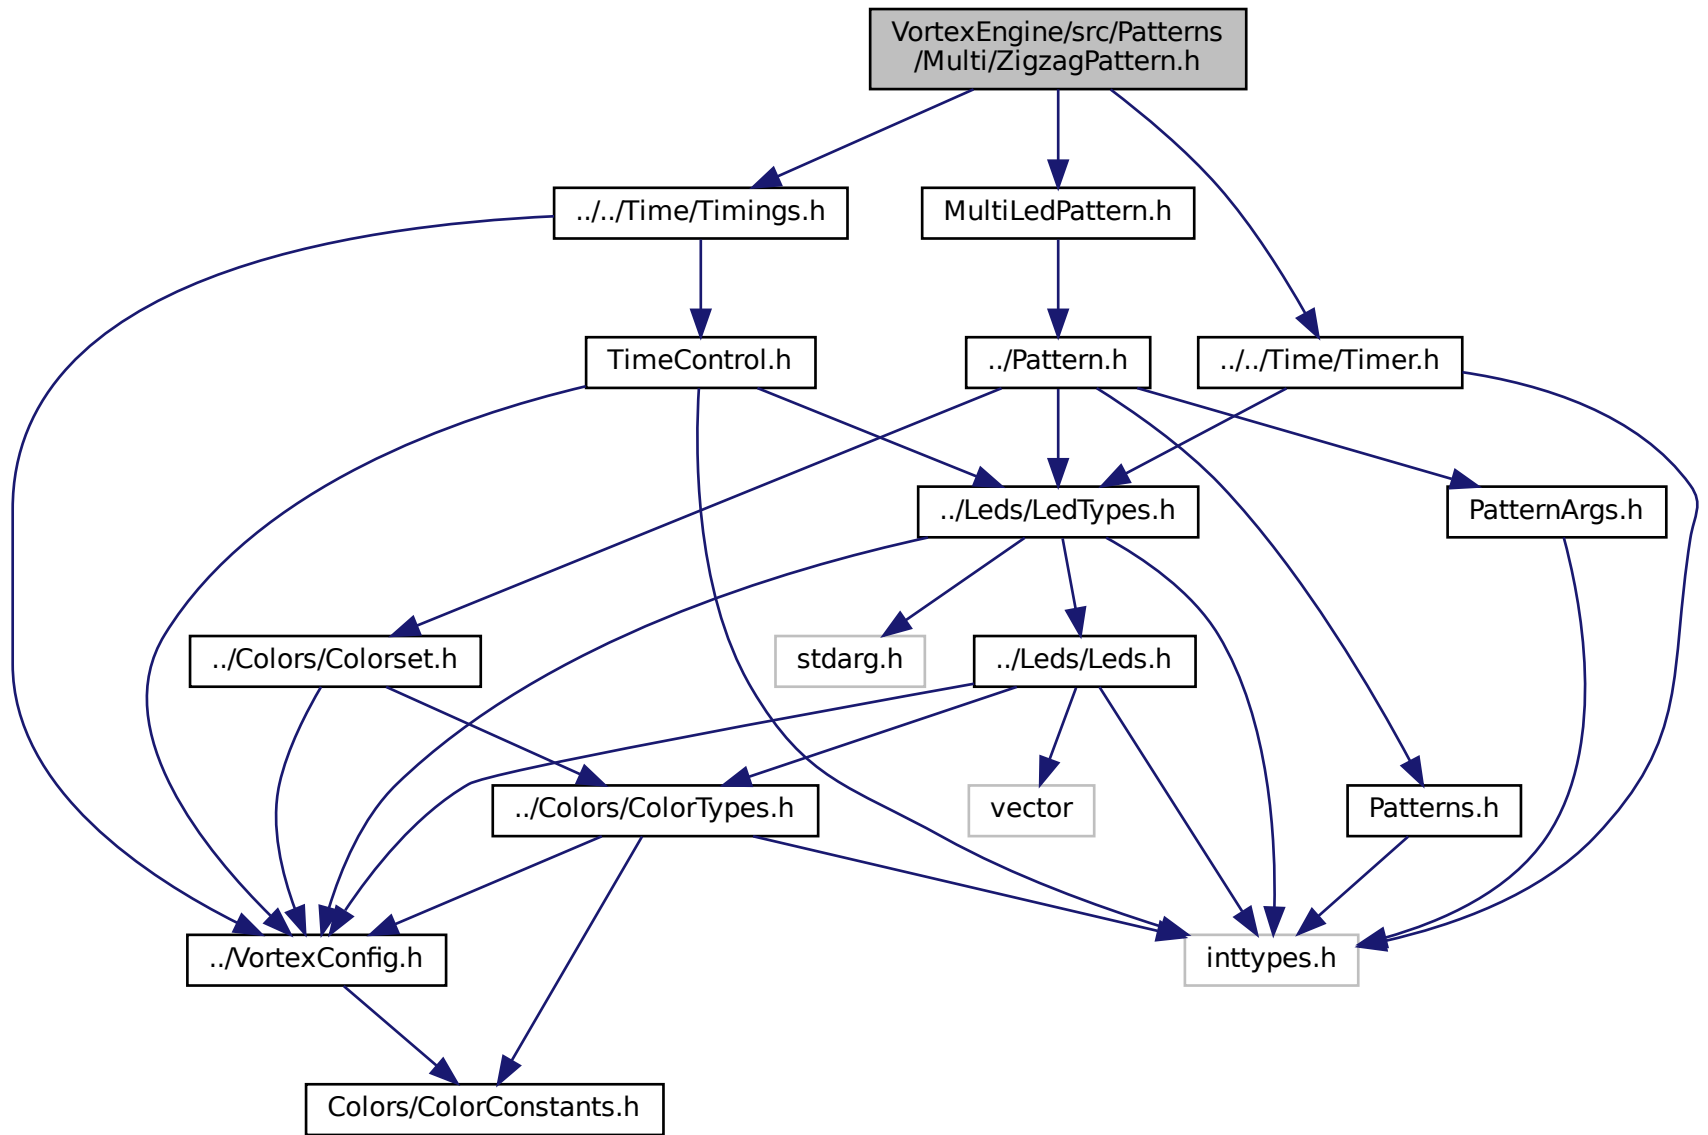 VortexEngine/src/Patterns
/Multi/ZigzagPattern.h
../../Time/Timings.h
MultiLedPattern.h
TimeControl.h
../Pattern.h
../../Time/Timer.h
../Leds/LedTypes.h
PatternArgs.h
../Colors/Colorset.h
stdarg.h
../Leds/Leds.h
../Colors/ColorTypes.h
vector
Patterns.h
../VortexConfig.h
inttypes.h
Colors/ColorConstants.h